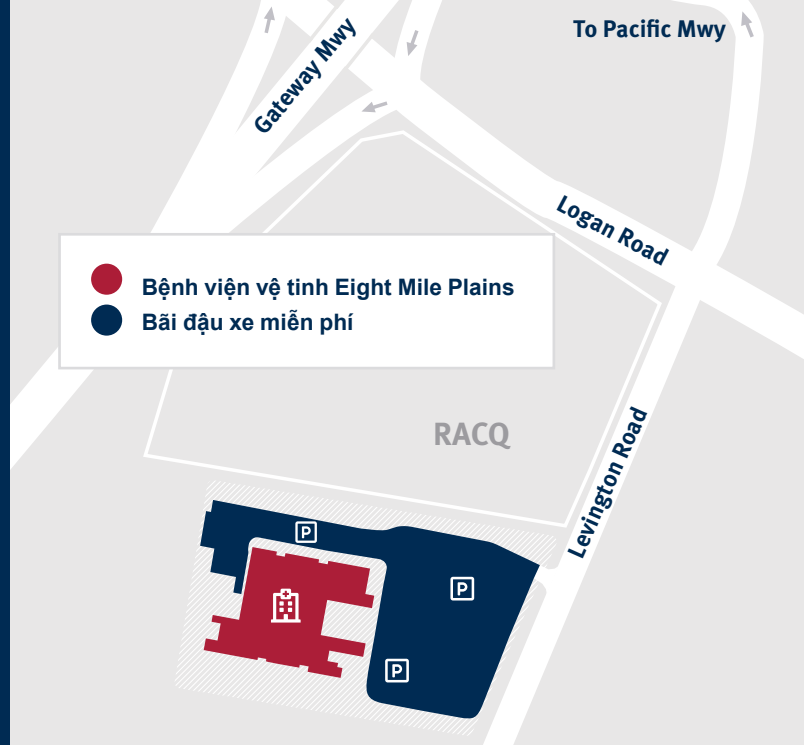 To Pacific Mwy
Gateway Mwy
Logan Road
Bệnh viện vệ tinh Eight Mile Plains
Bãi đậu xe miễn phí
RACQ
Levington Road
P
P
P